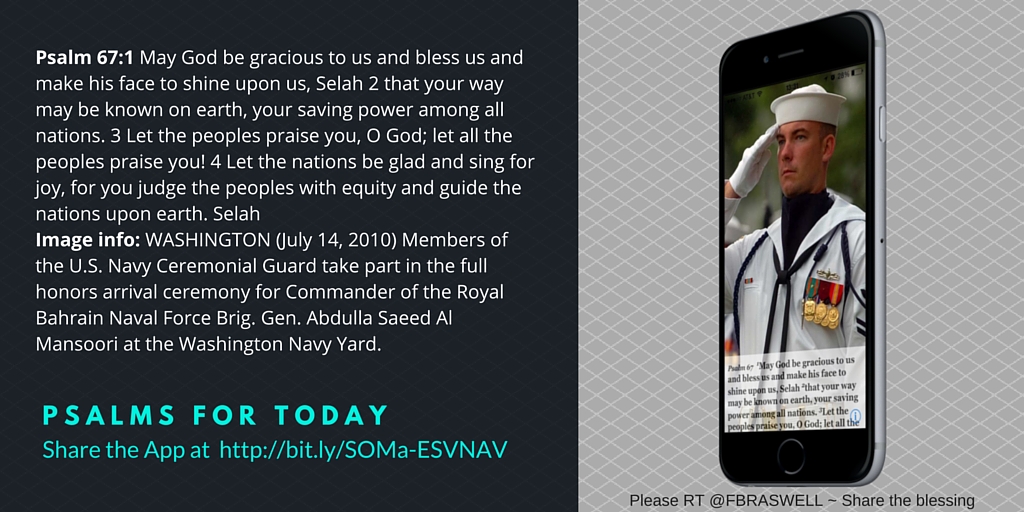 Psalm 67:1 May God be gracious to us and bless us and
make his face to shine upon us, Selah 2 that your way
may be known on earth, your saving power among all
nations. 3 Let the peoples praise you, O God; let all the
peoples praise you! 4 Let the nations be glad and sing for
joy, for you judge the peoples with equity and guide the
nations upon earth. Selah
Image info: WASHINGTON (July 14, 2010) Members of
the U.S. Navy Ceremonial Guard take part in the full
honors arrival ceremony for Commander of the Royal
Bahrain Naval Force Brig. Gen. Abdulla Saeed Al
Mansoori at the Washington Navy Yard.
PSALMS FOR TODAY
Share the App at http://bit.ly/SOMa-ESVNAV
28%
Psalm 67 1May God be gracious to us
and bless us and make his face to
shine upon us, Selah 2that your way
may be known on earth, your saving
power among all nations. 3Let the
peoples praise you, O God; let all the
Please RT @FBRASWELL ~ Share the blessing